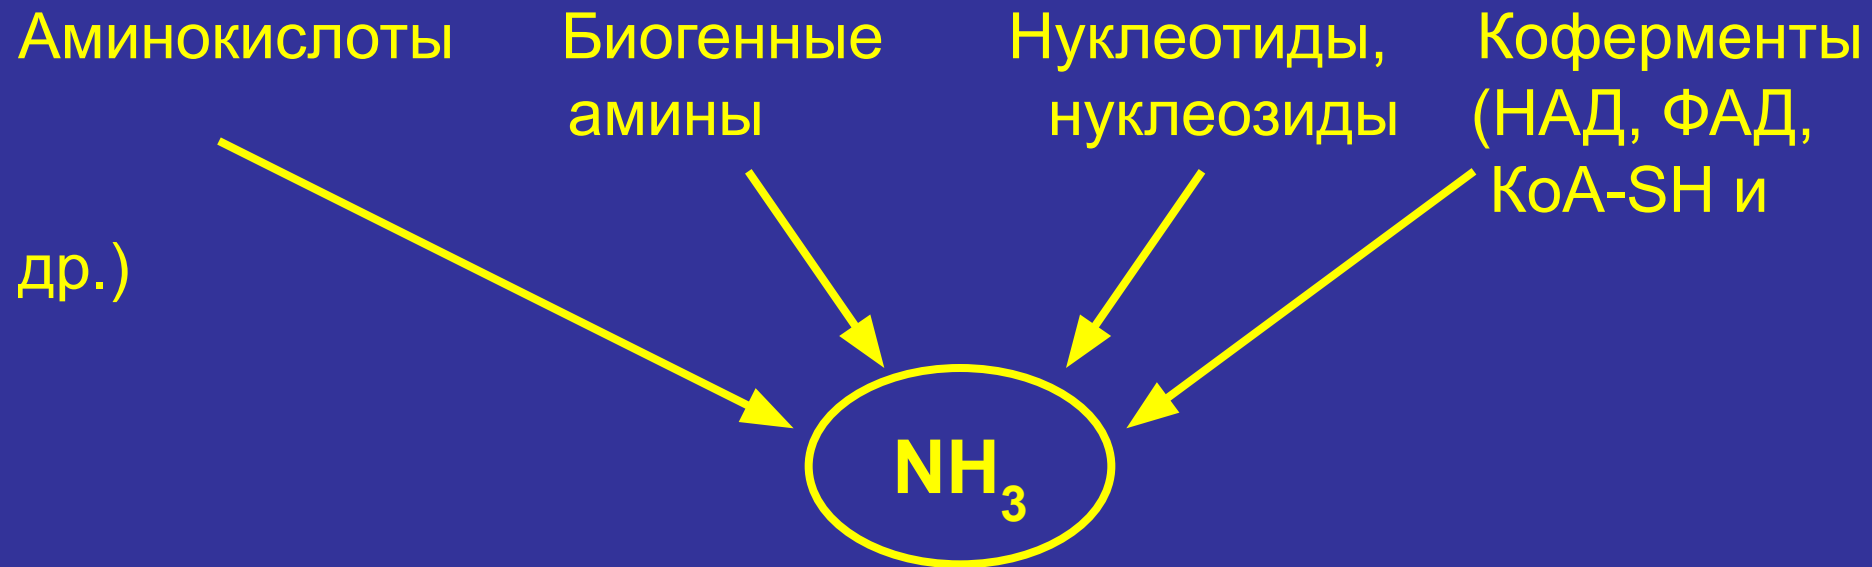 Аминокислоты Биогенные Нуклеотиды, Коферменты
амины нуклеозиды (НАД, ФАД,
КоА-SH и
др.)
NH₃